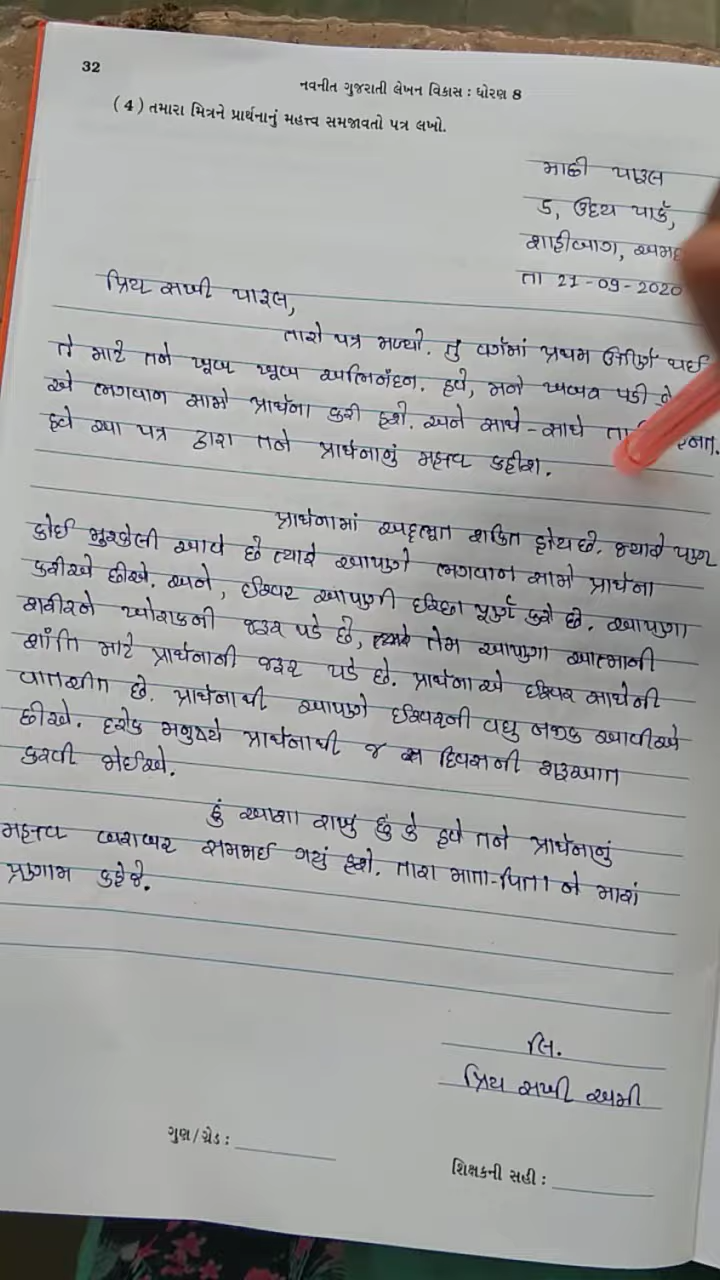 32
નવનીત ગુજરાતી લેખન વિકાસ : ધોરણ 8
( 4 ) તમારા મિત્રને પ્રાર્થનાનું મહત્ત્વ સમજાવતો પત્ર લખો.
માછી પારૂલ
5, ઉદય પાર્ક,
શાહીબાગ,
તા 21-09-2020
પ્રિય સખી પારૂલ,
તારો પત્ર મળ્યો. તું વર્ગમાં પ્રથમ ઉત્તીર્ણ થઈ
તે માટે તને ખૂબ ખૂબ અભિનંદન. હવે, મને ખબર પડી કે
એ ભગવાન સામે પ્રાર્થના કરી હશે. અને સાથે-સાથે
હવે આ પત્ર દ્વારા તને પ્રાર્થનાનું મહત્ત્વ કહીશ.
પ્રાર્થનામાં અદ્દભૂત શક્તિ હોય છે. જ્યારે પણ
કોઈ મુશ્કેલી આવે છે ત્યારે આપણે ભગવાન સામે પ્રાર્થના
કરીએ છીએ. અને, ઈશ્વર આપણી ઈચ્છા પૂર્ણ કરે છે. આપણા
શરીરને ખોરાકની જરૂર પડે છે, તેમ આપણા આત્માની
શાંતિ માટે પ્રાર્થનાની જરૂર પડે છે. પ્રાર્થના એ ઈશ્વર સાથેની
વાતચીત છે. પ્રાર્થનાથી આપણે ઈશ્વરની વધુ નજીક આવીએ
છીએ. દરેક મનુષ્યે પ્રાર્થનાથી જ દિવસની શરૂઆત
કરવી જોઈએ.
હું આશા રાખું છું કે હવે તને પ્રાર્થનાનું
મહત્ત્વ બરાબર સમજાઈ ગયું હશે. તારા માતા-પિતા ને મારાં
પ્રણામ કહેજે.
લિ.
પ્રિય સખી અમી
ગુણ/ગ્રેડ :
શિક્ષકની સહી :